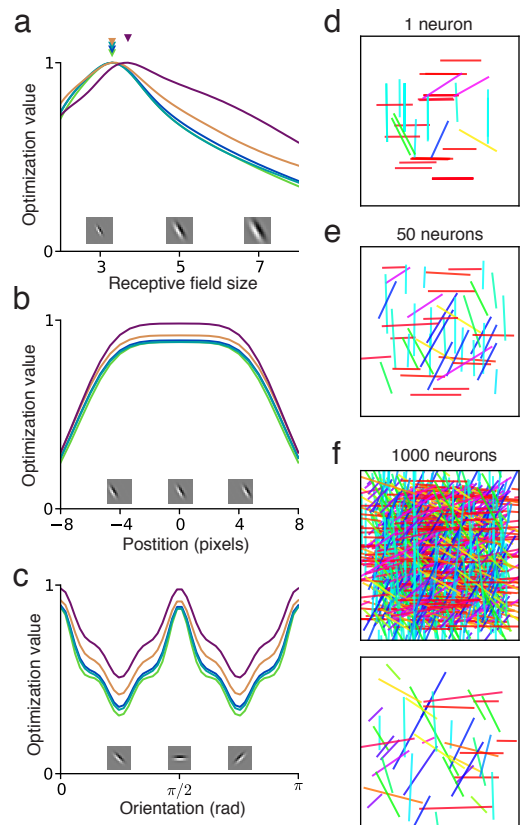 a
Optimization value
1
0
3 5 7
Receptive field size
b
Optimization value
1
0
−8 −4 0 4 8
Postition (pixels)
c
Optimization value
1
0
0 π/2 π
Orientation (rad)
d
1 neuron
e
50 neurons
f
1000 neurons